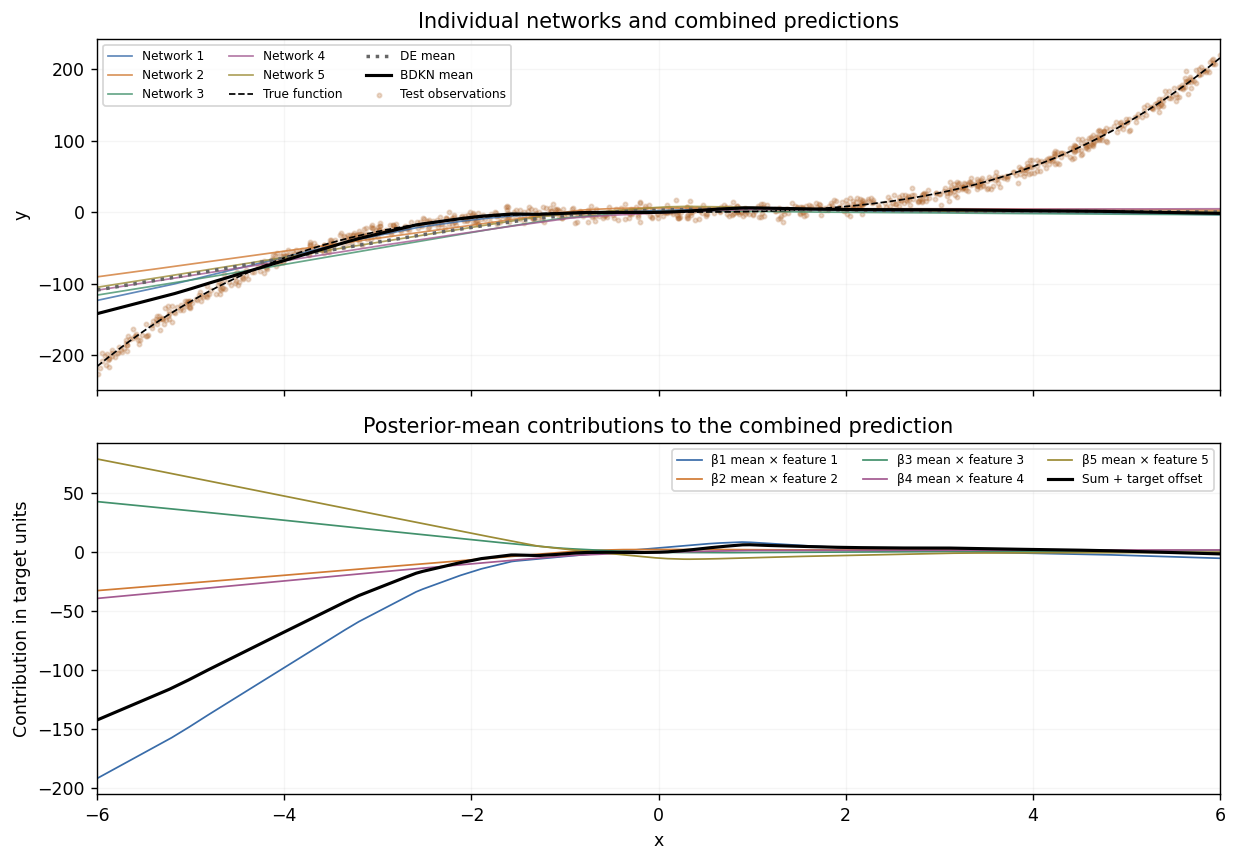 Individual networks and combined predictions
Network 1
Network 2
Network 3
Network 4
Network 5
True function
DE mean
BDKN mean
Test observations
200
100
0
−100
−200
y
Posterior-mean contributions to the combined prediction
β1 mean × feature 1
β2 mean × feature 2
β3 mean × feature 3
β4 mean × feature 4
β5 mean × feature 5
Sum + target offset
50
0
−50
−100
−150
−200
Contribution in target units
−6
−4
−2
0
2
4
6
x